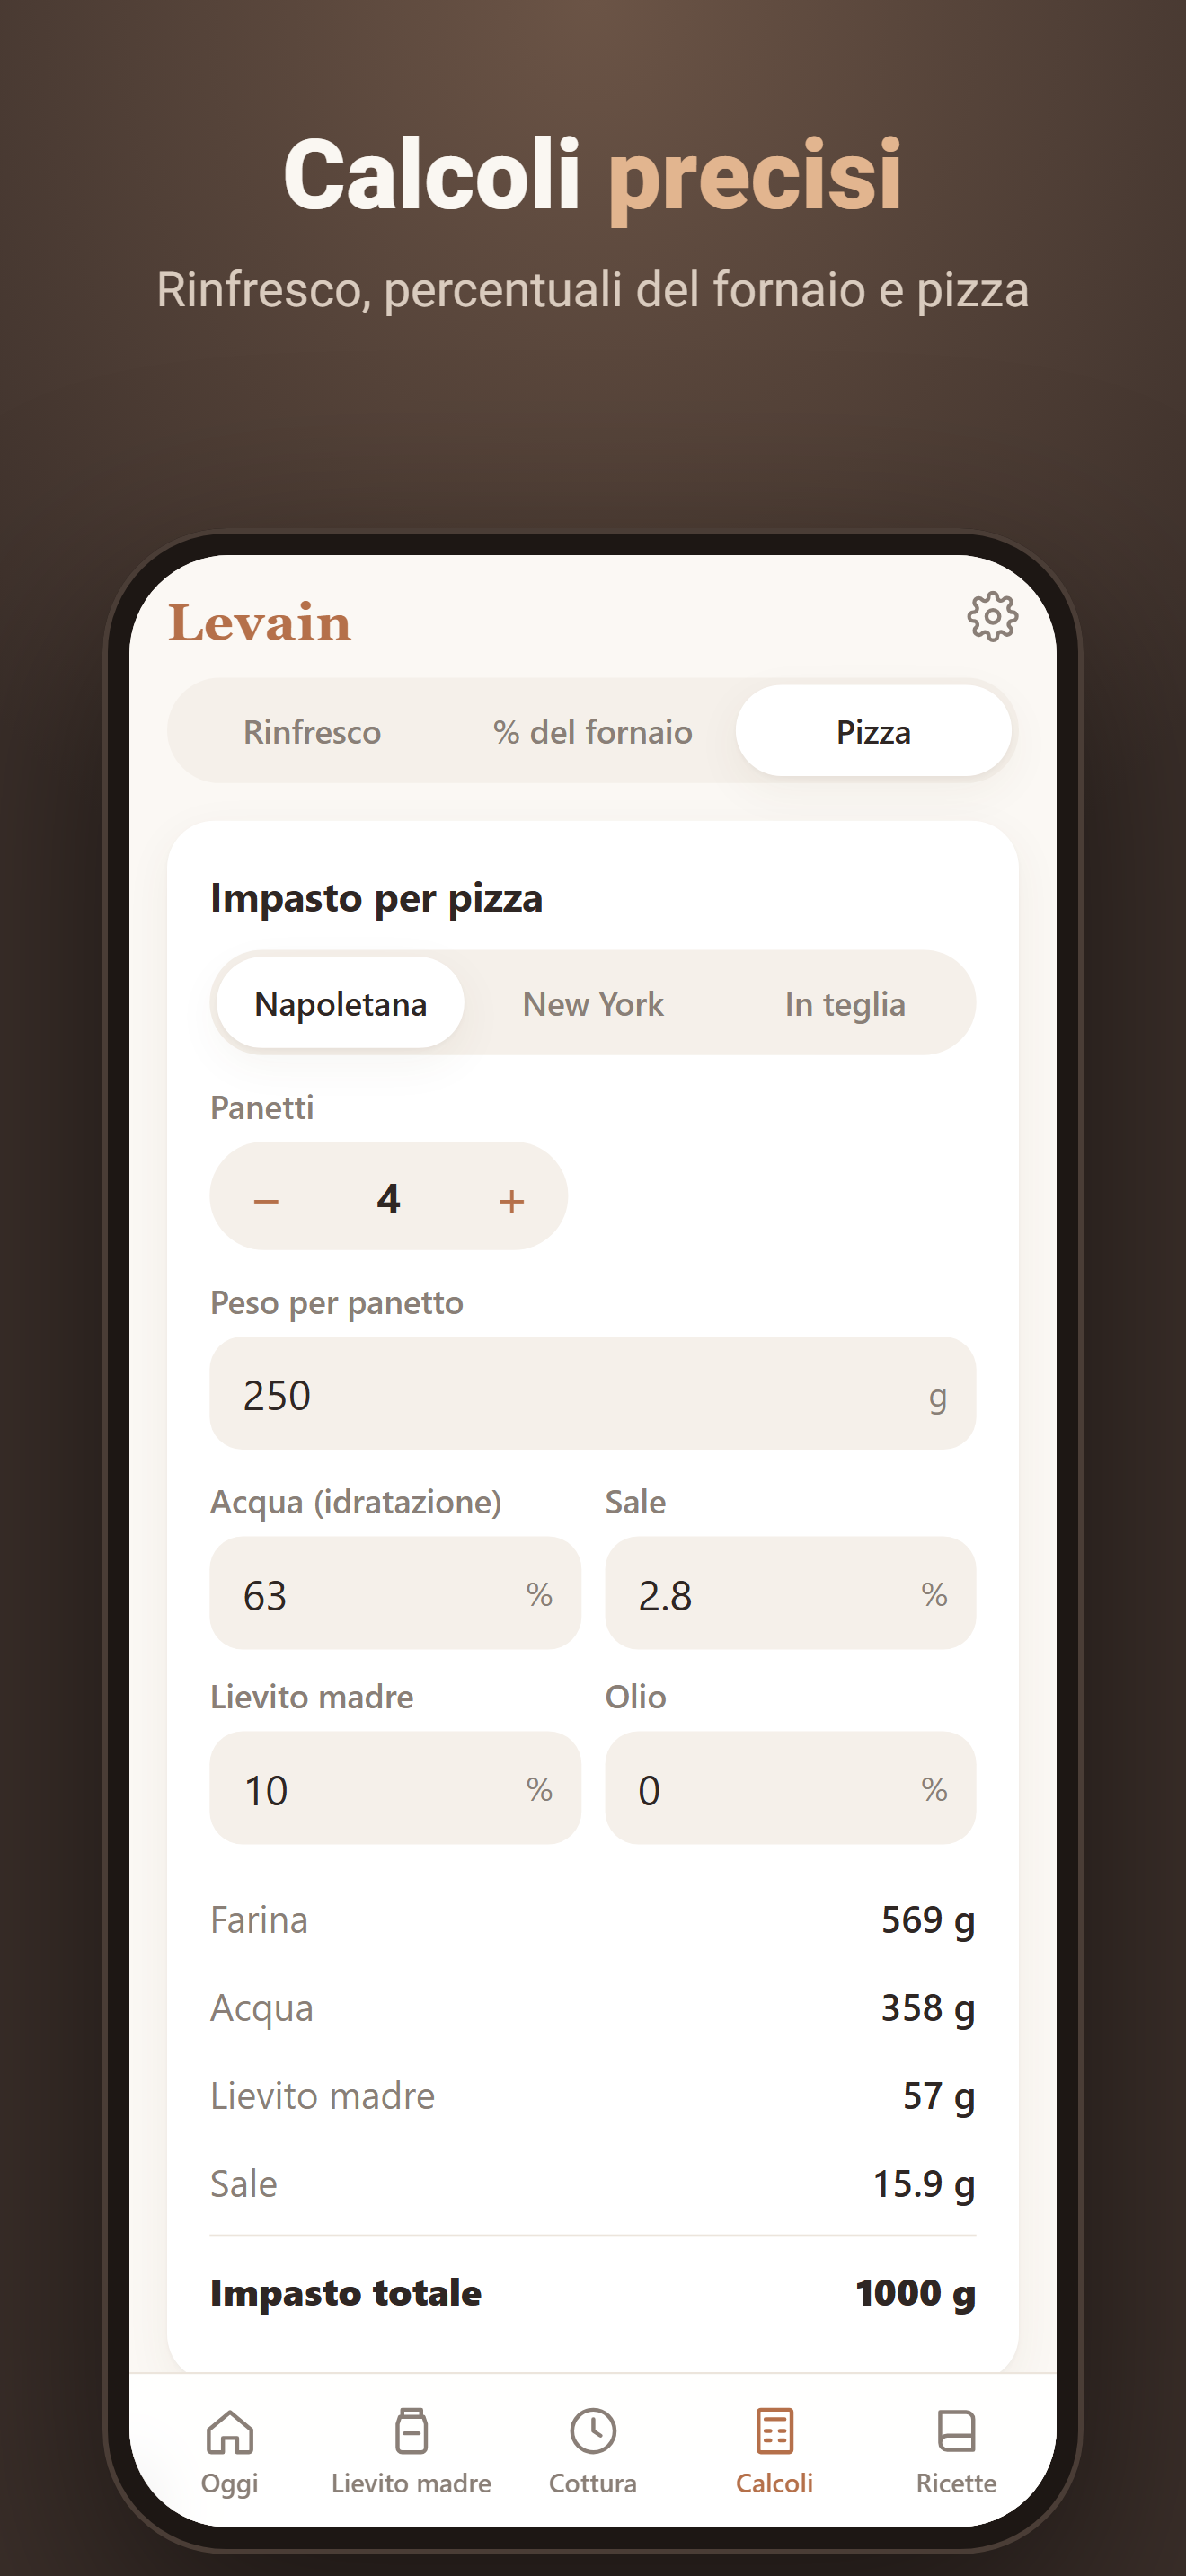 Calcoli precisi
Rinfresco, percentuali del fornaio e pizza
Levain
Rinfresco % del fornaio Pizza
Impasto per pizza
Napoletana New York In teglia
Panetti
− 4 +
Peso per panetto
250 g
Acqua (idratazione) Sale
63 % 2.8 %
Lievito madre Olio
10 % 0 %
Farina 569 g
Acqua 358 g
Lievito madre 57 g
Sale 15.9 g
Impasto totale 1000 g
Oggi Lievito madre Cottura Calcoli Ricette